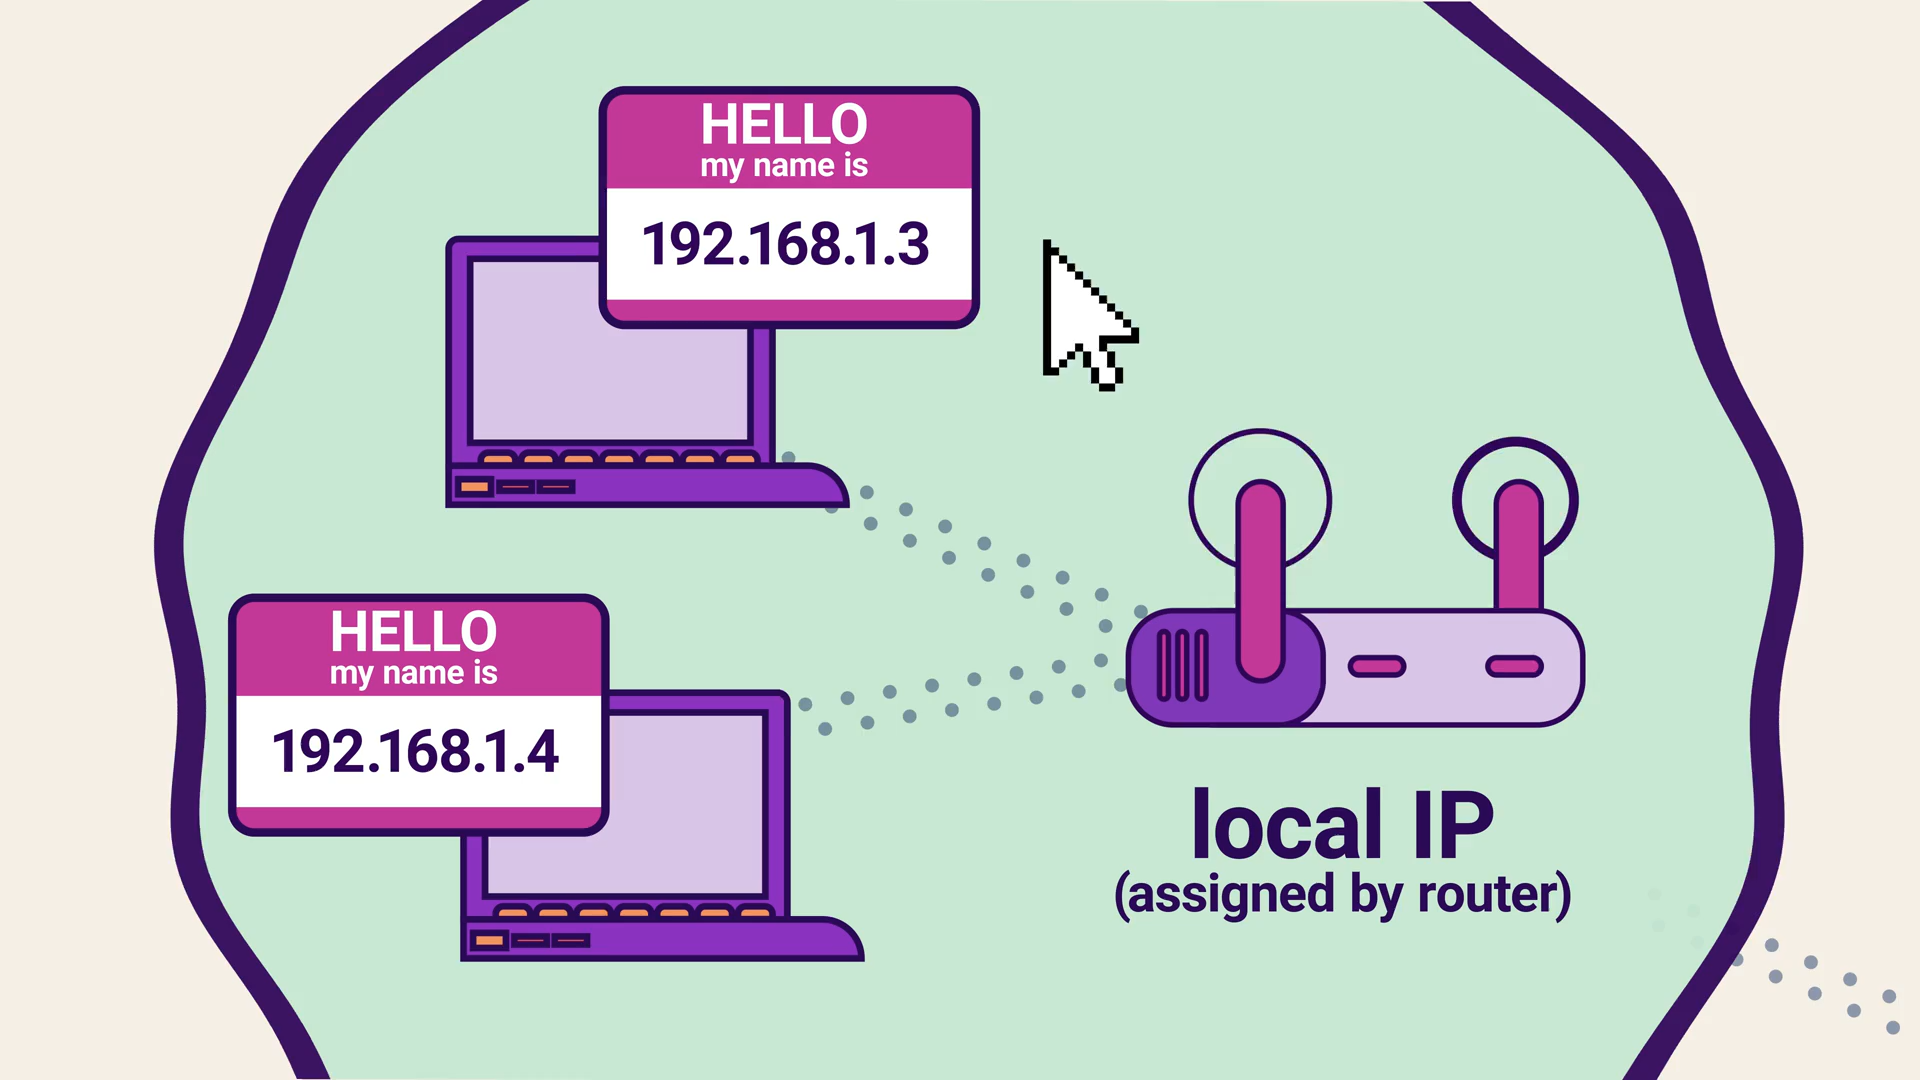 HELLO
my name is
192.168.1.3
HELLO
my name is
192.168.1.4
local IP
(assigned by router)